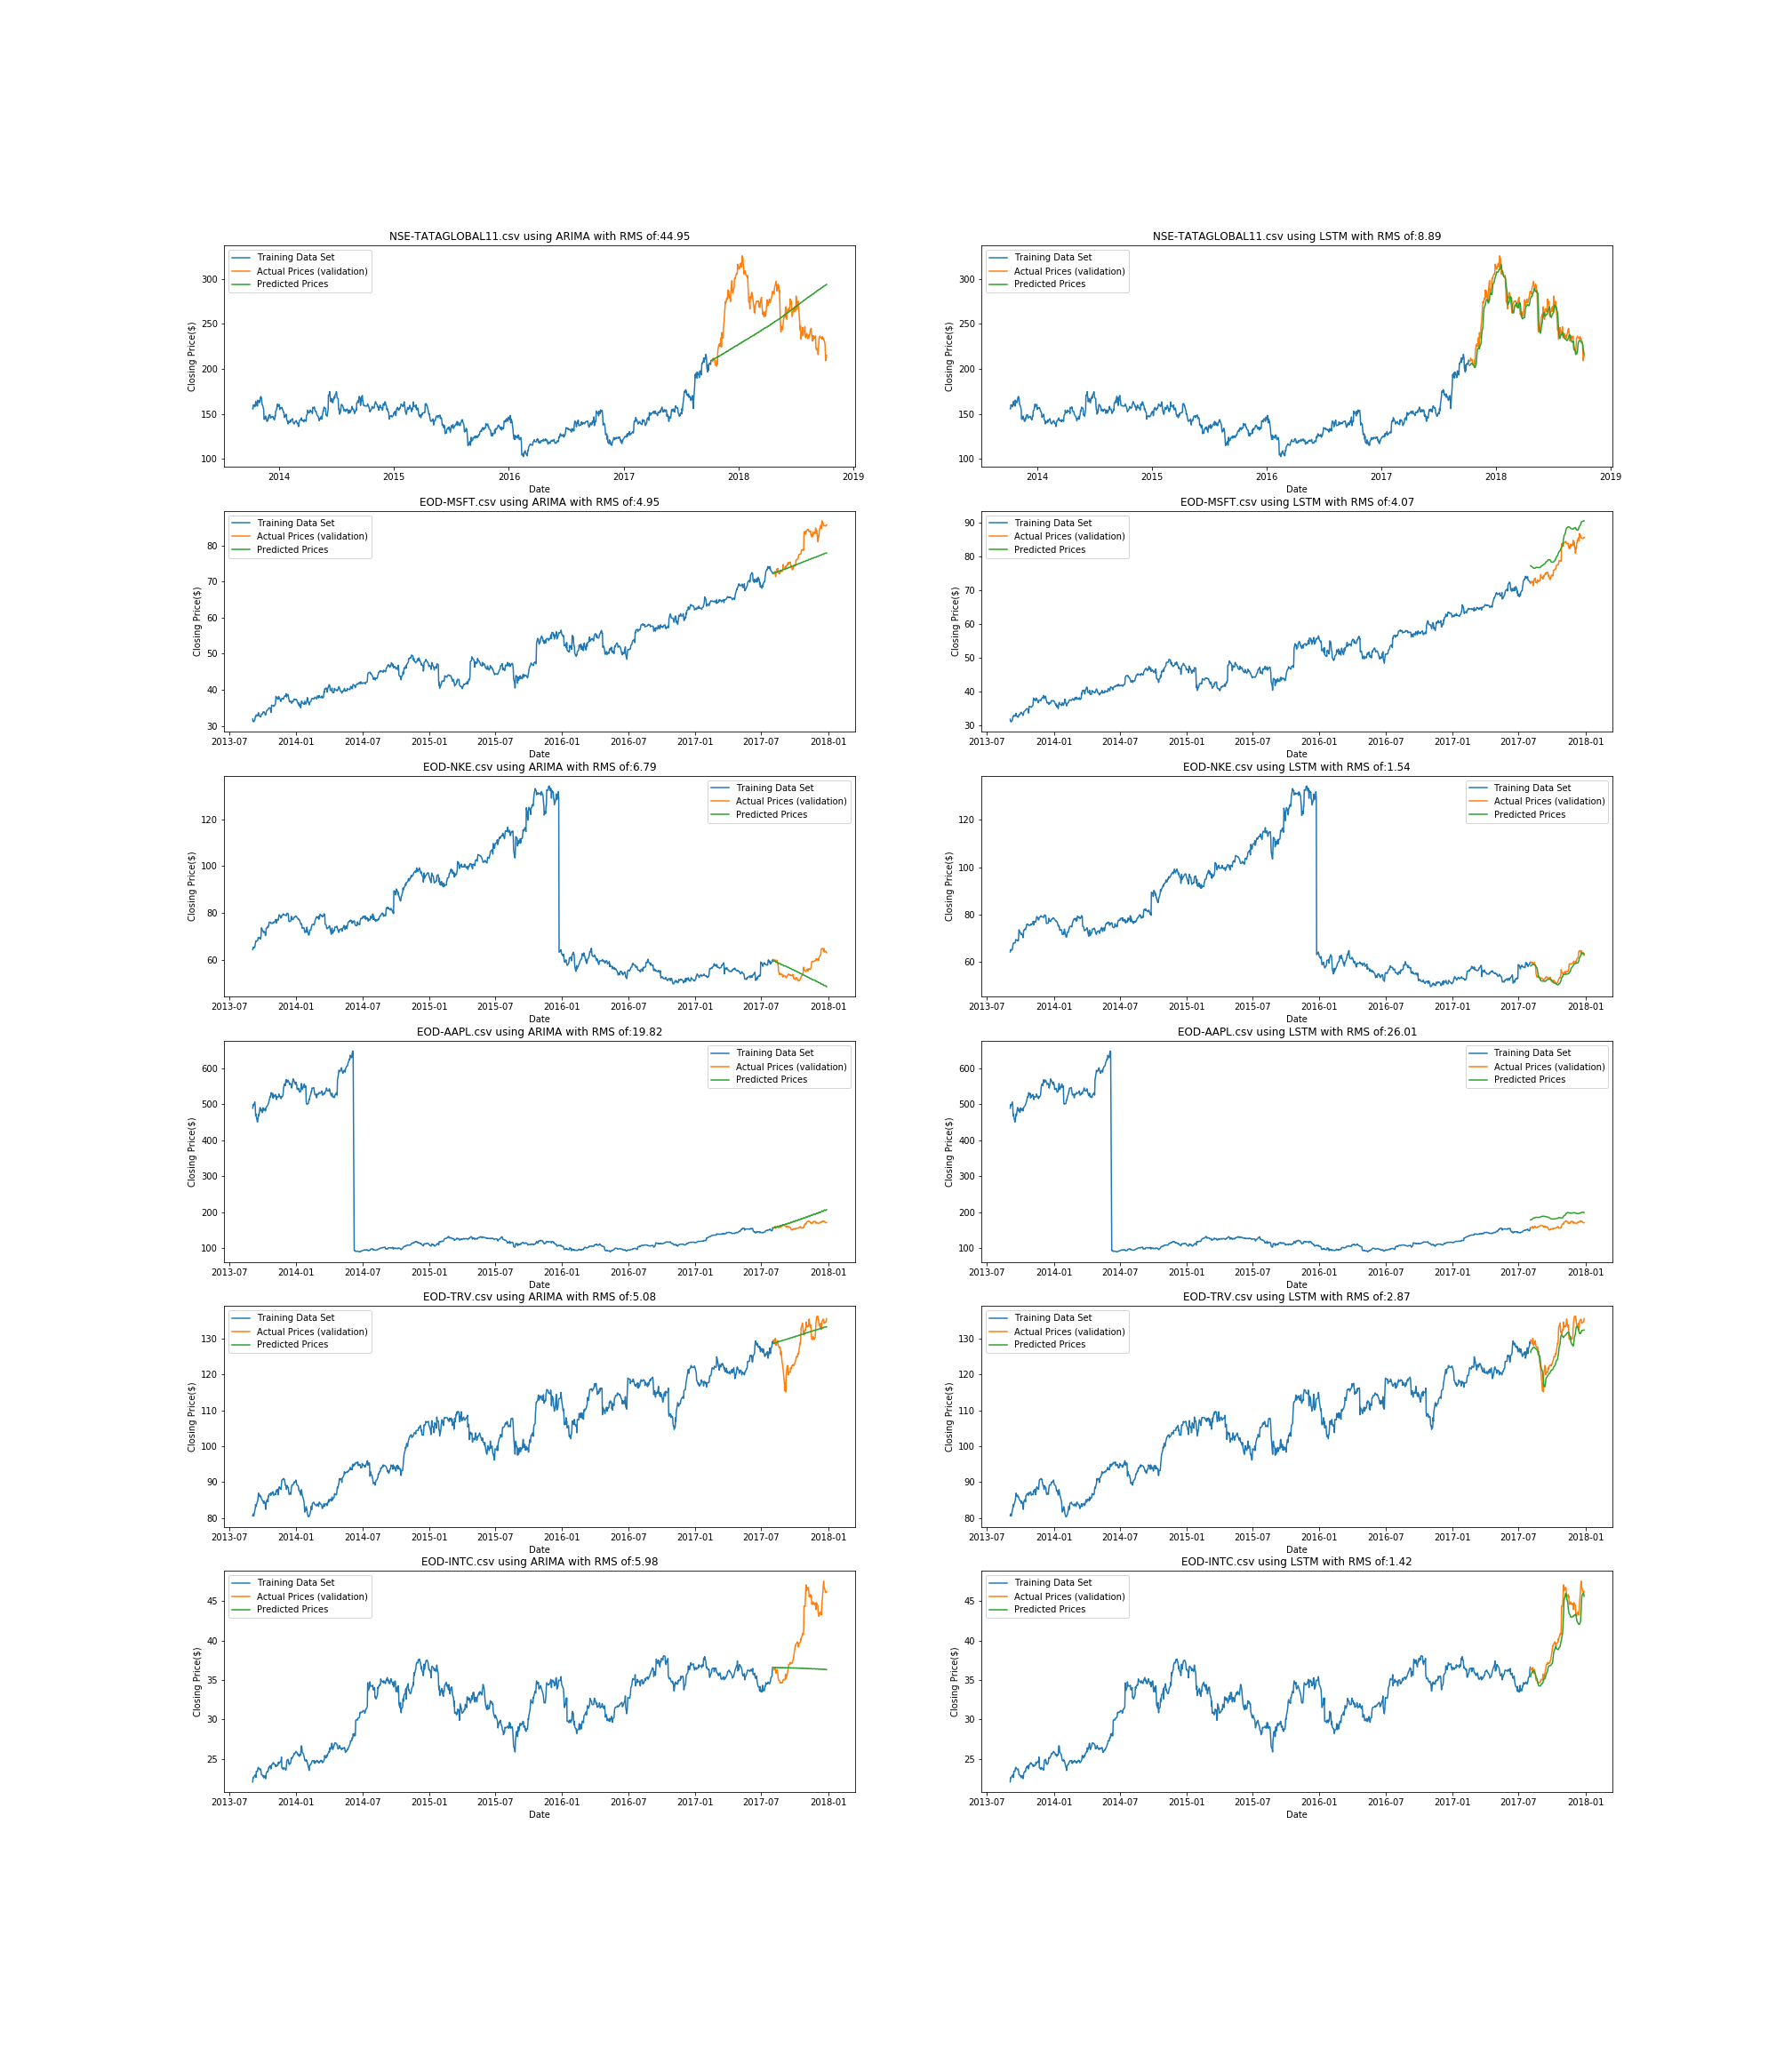 NSE-TATAGLOBAL11.csv using ARIMA with RMS of:44.95
Training Data Set
Actual Prices (validation)
Predicted Prices
Closing Price($)
300
250
200
150
100
2014 2015 2016 2017 2018 2019
Date
NSE-TATAGLOBAL11.csv using LSTM with RMS of:8.89
Training Data Set
Actual Prices (validation)
Predicted Prices
Closing Price($)
300
250
200
150
100
2014 2015 2016 2017 2018 2019
Date
EOD-MSFT.csv using ARIMA with RMS of:4.95
Training Data Set
Actual Prices (validation)
Predicted Prices
Closing Price($)
80
70
60
50
40
30
2013-07 2014-01 2014-07 2015-01 2015-07 2016-01 2016-07 2017-01 2017-07 2018-01
Date
EOD-MSFT.csv using LSTM with RMS of:4.07
Training Data Set
Actual Prices (validation)
Predicted Prices
Closing Price($)
90
80
70
60
50
40
30
2013-07 2014-01 2014-07 2015-01 2015-07 2016-01 2016-07 2017-01 2017-07 2018-01
Date
EOD-NKE.csv using ARIMA with RMS of:6.79
Training Data Set
Actual Prices (validation)
Predicted Prices
Closing Price($)
120
100
80
60
2013-07 2014-01 2014-07 2015-01 2015-07 2016-01 2016-07 2017-01 2017-07 2018-01
Date
EOD-NKE.csv using LSTM with RMS of:1.54
Training Data Set
Actual Prices (validation)
Predicted Prices
Closing Price($)
120
100
80
60
2013-07 2014-01 2014-07 2015-01 2015-07 2016-01 2016-07 2017-01 2017-07 2018-01
Date
EOD-AAPL.csv using ARIMA with RMS of:19.82
Training Data Set
Actual Prices (validation)
Predicted Prices
Closing Price($)
600
500
400
300
200
100
2013-07 2014-01 2014-07 2015-01 2015-07 2016-01 2016-07 2017-01 2017-07 2018-01
Date
EOD-AAPL.csv using LSTM with RMS of:26.01
Training Data Set
Actual Prices (validation)
Predicted Prices
Closing Price($)
600
500
400
300
200
100
2013-07 2014-01 2014-07 2015-01 2015-07 2016-01 2016-07 2017-01 2017-07 2018-01
Date
EOD-TRV.csv using ARIMA with RMS of:5.08
Training Data Set
Actual Prices (validation)
Predicted Prices
Closing Price($)
130
120
110
100
90
80
2013-07 2014-01 2014-07 2015-01 2015-07 2016-01 2016-07 2017-01 2017-07 2018-01
Date
EOD-TRV.csv using LSTM with RMS of:2.87
Training Data Set
Actual Prices (validation)
Predicted Prices
Closing Price($)
130
120
110
100
90
80
2013-07 2014-01 2014-07 2015-01 2015-07 2016-01 2016-07 2017-01 2017-07 2018-01
Date
EOD-INTC.csv using ARIMA with RMS of:5.98
Training Data Set
Actual Prices (validation)
Predicted Prices
Closing Price($)
45
40
35
30
25
2013-07 2014-01 2014-07 2015-01 2015-07 2016-01 2016-07 2017-01 2017-07 2018-01
Date
EOD-INTC.csv using LSTM with RMS of:1.42
Training Data Set
Actual Prices (validation)
Predicted Prices
Closing Price($)
45
40
35
30
25
2013-07 2014-01 2014-07 2015-01 2015-07 2016-01 2016-07 2017-01 2017-07 2018-01
Date